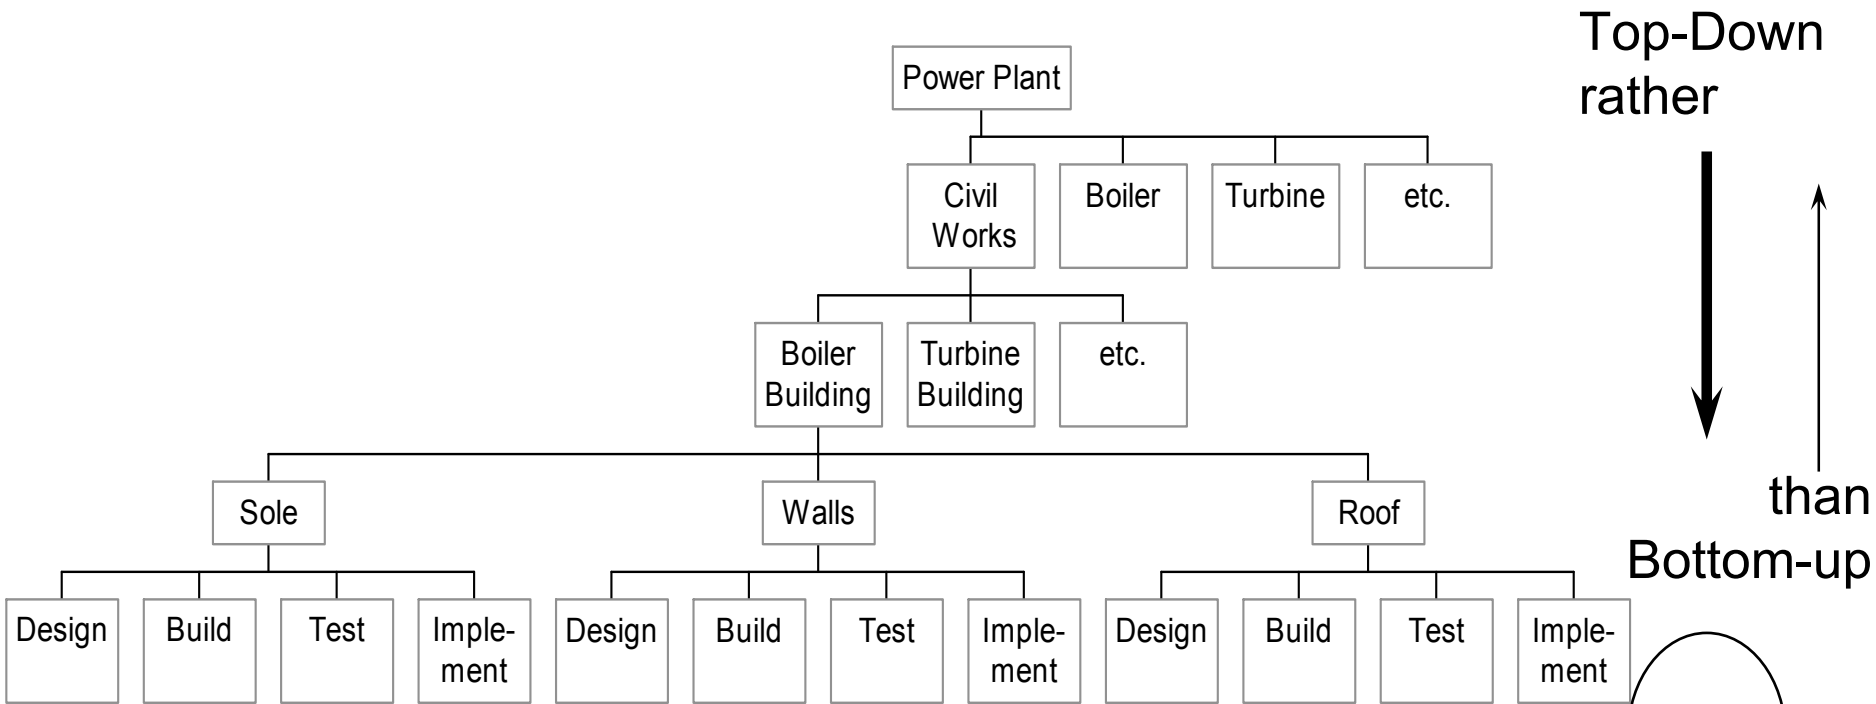 Top-Down
rather
Power Plant
Civil
Works
Boiler
Turbine
etc.
Boiler
Building
Turbine
Building
etc.
Sole
Walls
Roof
than
Bottom-up
Design
Build
Test
Imple-
ment
Design
Build
Test
Imple-
ment
Design
Build
Test
Imple-
ment